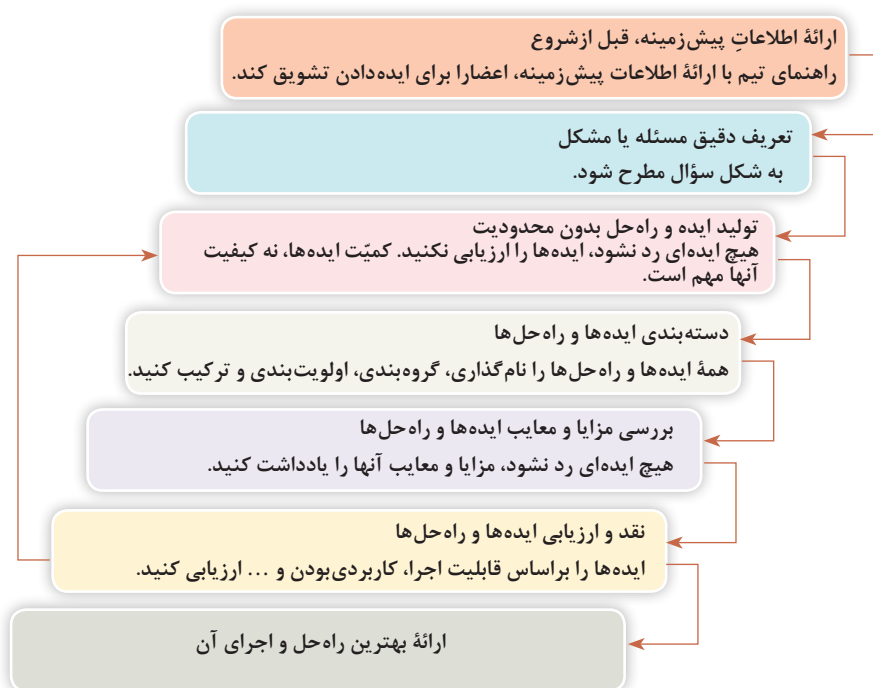 ارائهٔ اطلاعاتِ پیش‌زمینه، قبل ازشروع
راهنمای تیم با ارائهٔ اطلاعات پیش‌زمینه، اعضارا برای ایده‌دادن تشویق کند.
تعریف دقیق مسئله یا مشکل
به شکل سؤال مطرح شود.
تولید ایده و راه‌حل بدون محدودیت
هیچ ایده‌ای رد نشود، ایده‌ها را ارزیابی نکنید. کمیّت ایده‌ها، نه کیفیت
آنها مهم است.
دسته‌بندی ایده‌ها و راه‌حل‌ها
همهٔ ایده‌ها و راه‌حل‌ها را نام‌گذاری، گروه‌بندی، اولویت‌بندی و ترکیب کنید.
بررسی مزایا و معایب ایده‌ها و راه‌حل‌ها
هیچ ایده‌ای رد نشود، مزایا و معایب آنها را یادداشت کنید.
نقد و ارزیابی ایده‌ها و راه‌حل‌ها
ایده‌ها را براساس قابلیت اجرا، کاربردی‌بودن و ... ارزیابی کنید.
ارائهٔ بهترین راه‌حل و اجرای آن